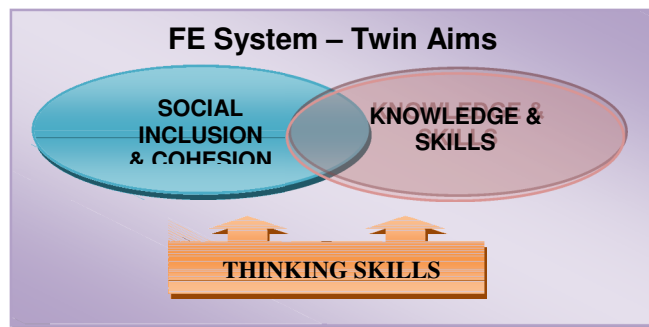 FE System – Twin Aims
SOCIAL
INCLUSION
& COHESION
KNOWLEDGE &
SKILLS
THINKING SKILLS